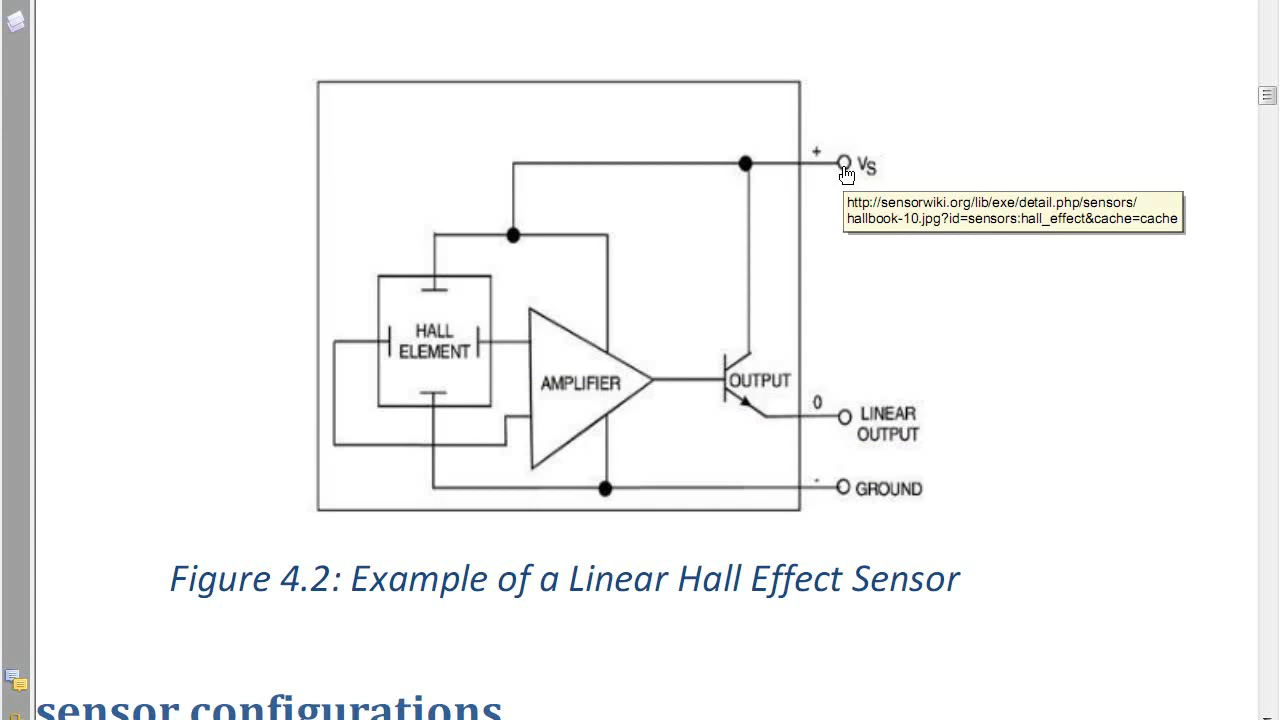 +
VS
http://sensorwiki.org/lib/exe/detail.php/sensors/
hallbook-10.jpg?id=sensors:hall_effect&cache=cache
HALL
ELEMENT
AMPLIFIER
OUTPUT
0
LINEAR
OUTPUT
-
GROUND
Figure 4.2: Example of a Linear Hall Effect Sensor
sensor configurations